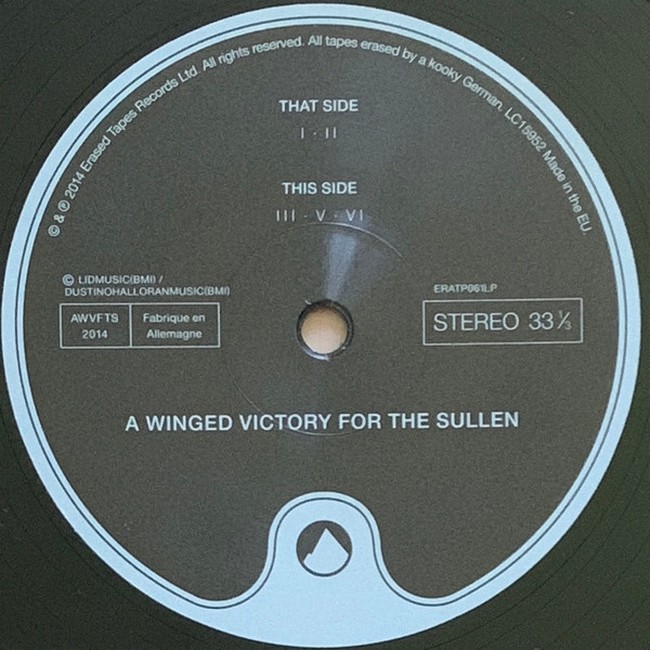 © & ℗ 2014 Erased Tapes Records Ltd. All rights reserved. All tapes erased by a kooky German. LC15952 Made in the EU.
THAT SIDE
I · II
THIS SIDE
III · V · VI
© LIDMUSIC(BMI) /
DUSTINOHALLORANMUSIC(BMI)
AWVFTS
2014
Fabrique en
Allemagne
ERATP061LP
STEREO 33 ⅓
A WINGED VICTORY FOR THE SULLEN